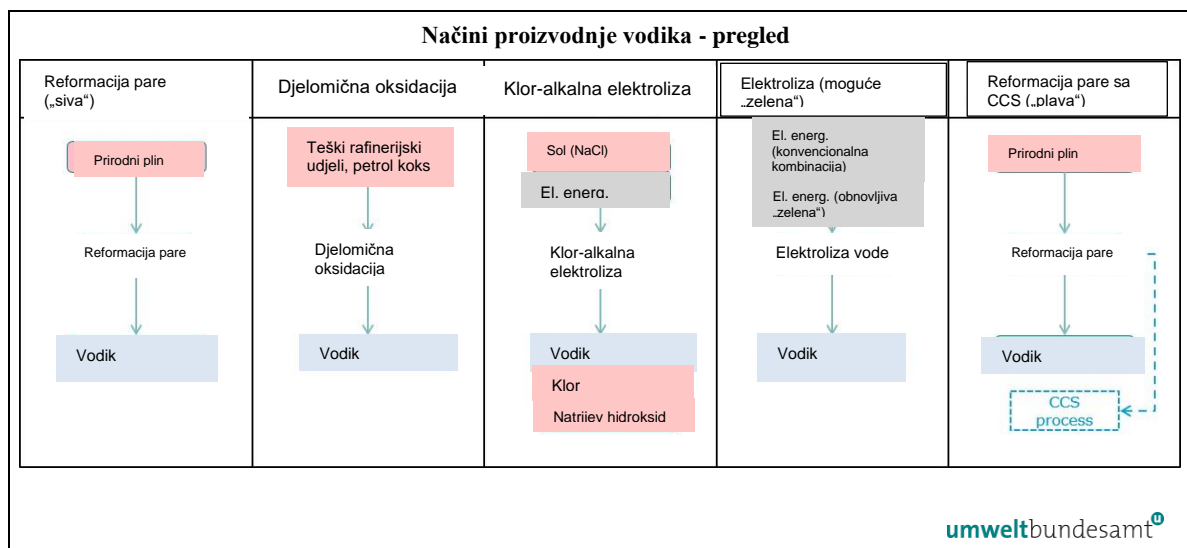 Načini proizvodnje vodika - pregled
Reformacija pare
(„siva“)
Prirodni plin
Reformacija pare
Vodik
Djelomična oksidacija
Teški rafinerijski
udjeli, petrol koks
Djelomična
oksidacija
Vodik
Klor-alkalna elektroliza
Sol (NaCl)
El. energ.
Klor-alkalna
elektroliza
Vodik
Klor
Natrijev hidroksid
Elektroliza (moguće
„zelena“)
El. energ.
(konvencionalna
kombinacija)
El. energ. (obnovljiva
„zelena“)
Elektroliza vode
Vodik
Reformacija pare sa
CCS („plava“)
Prirodni plin
Reformacija pare
Vodik
CCS
process
umweltbundesamt